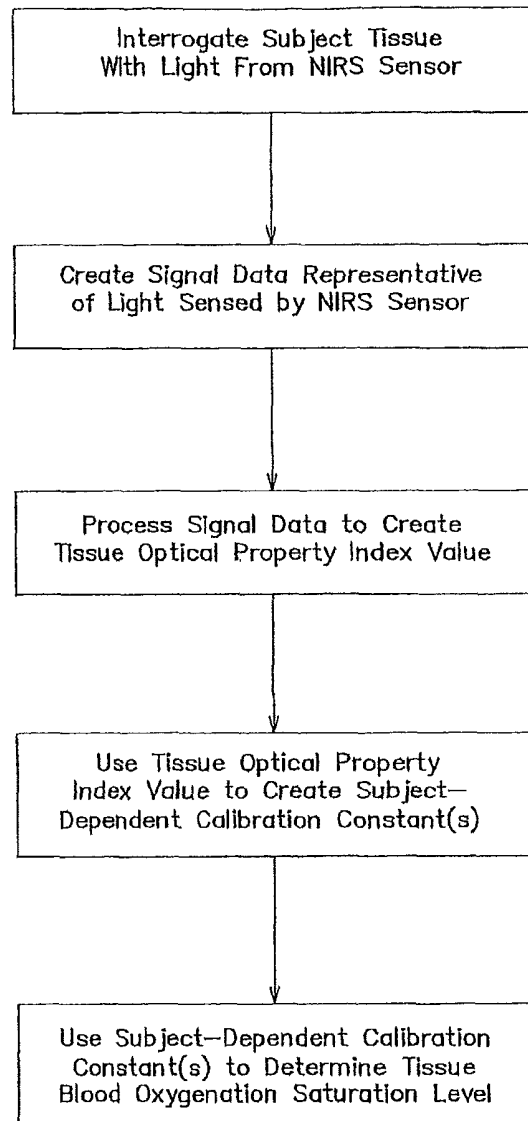 Interrogate Subject Tissue
With Light From NIRS Sensor
Create Signal Data Representative
of Light Sensed by NIRS Sensor
Process Signal Data to Create
Tissue Optical Property Index Value
Use Tissue Optical Property
Index Value to Create Subject–
Dependent Calibration Constant(s)
Use Subject–Dependent Calibration
Constant(s) to Determine Tissue
Blood Oxygenation Saturation Level